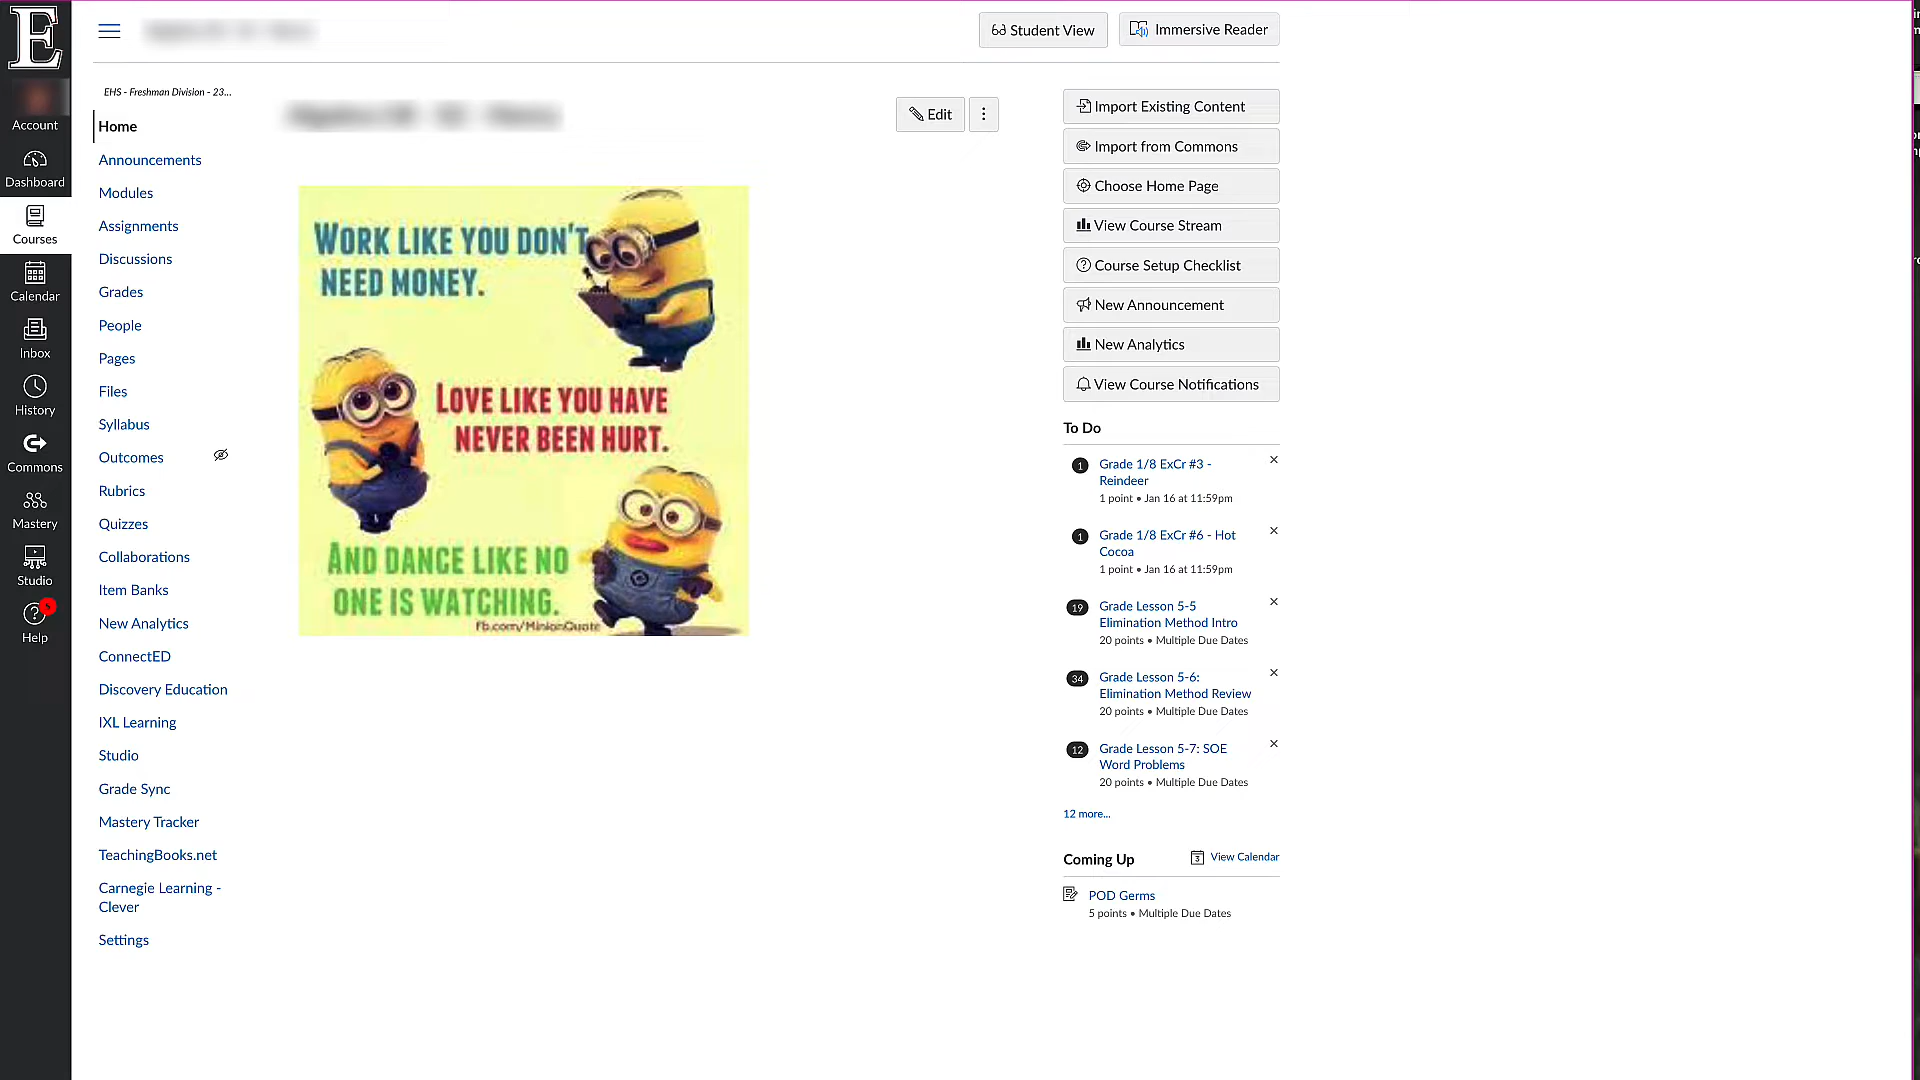 E
Account
Dashboard
Courses
Calendar
Inbox
History
Commons
Mastery
Studio
Help
Student View
Immersive Reader
EHS - Freshman Division - 23...
Home
Announcements
Modules
Assignments
Discussions
Grades
People
Pages
Files
Syllabus
Outcomes
Rubrics
Quizzes
Collaborations
Item Banks
New Analytics
ConnectED
Discovery Education
IXL Learning
Studio
Grade Sync
Mastery Tracker
TeachingBooks.net
Carnegie Learning -
Clever
Settings
Edit
WORK LIKE YOU DON'T
NEED MONEY.
LOVE LIKE YOU HAVE
NEVER BEEN HURT.
AND DANCE LIKE NO
ONE IS WATCHING.
Fb.com/MinionQuote
Import Existing Content
Import from Commons
Choose Home Page
View Course Stream
Course Setup Checklist
New Announcement
New Analytics
View Course Notifications
To Do
1 Grade 1/8 ExCr #3 -
Reindeer
1 point • Jan 16 at 11:59pm
1 Grade 1/8 ExCr #6 - Hot
Cocoa
1 point • Jan 16 at 11:59pm
19 Grade Lesson 5-5
Elimination Method Intro
20 points • Multiple Due Dates
34 Grade Lesson 5-6:
Elimination Method Review
20 points • Multiple Due Dates
12 Grade Lesson 5-7: SOE
Word Problems
20 points • Multiple Due Dates
12 more...
Coming Up
3 View Calendar
POD Germs
5 points • Multiple Due Dates